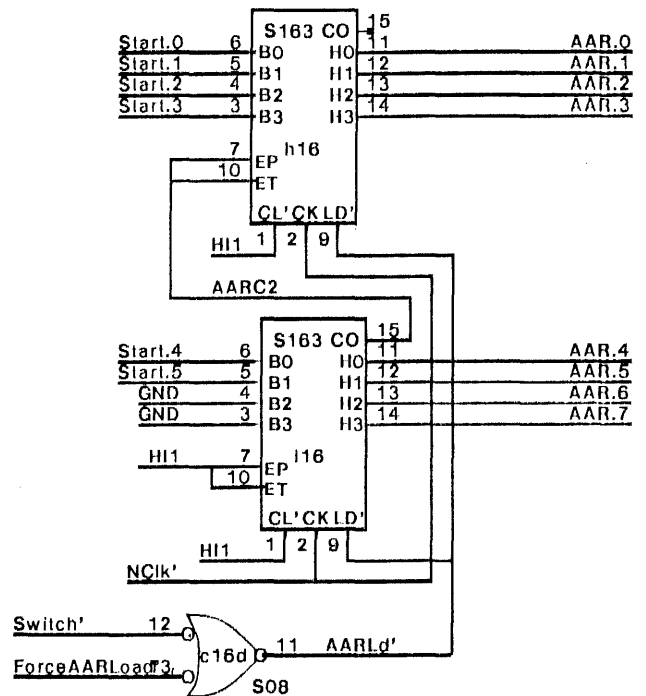 S163 CO 15
Start.0 6 B0 H0 11 AAR.0
Start.1 5 B1 H1 12 AAR.1
Start.2 4 B2 H2 13 AAR.2
Start.3 3 B3 H3 14 AAR.3
h16
7 EP
10 ET
CL' CK LD'
1 2 9
HI1
AARC2
S163 CO 15
Start.4 6 B0 H0 11 AAR.4
Start.5 5 B1 H1 12 AAR.5
GND 4 B2 H2 13 AAR.6
GND 3 B3 H3 14 AAR.7
HI1 7 EP i16
10 ET
CL' CK LD'
1 2 9
HI1
NClk'
Switch' 12
c16d 11 AARLd'
ForceAARLoad' 13
S08